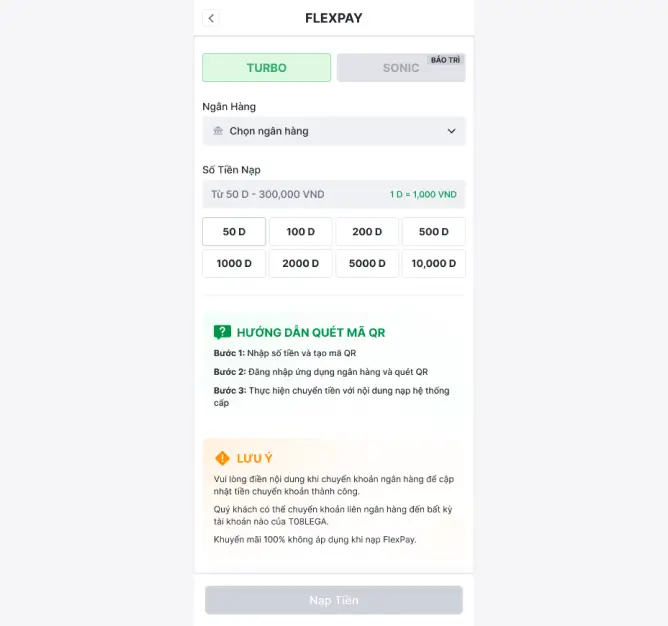 FLEXPAY
TURBO
SONIC
BẢO TRÌ
Ngân Hàng
Chọn ngân hàng
Số Tiền Nạp
Từ 50 D - 300,000 VND
1 D = 1,000 VND
50 D
100 D
200 D
500 D
1000 D
2000 D
5000 D
10,000 D
HƯỚNG DẪN QUÉT MÃ QR
Bước 1: Nhập số tiền và tạo mã QR
Bước 2: Đăng nhập ứng dụng ngân hàng và quét QR
Bước 3: Thực hiện chuyển tiền với nội dung nạp hệ thống
cấp
LƯU Ý
Vui lòng điền nội dung khi chuyển khoản ngân hàng để cập
nhật tiền chuyển khoản thành công.
Quý khách có thể chuyển khoản liên ngân hàng đến bất kỳ
tài khoản nào của T08LEGA.
Khuyến mãi 100% không áp dụng khi nạp FlexPay.
Nạp Tiền